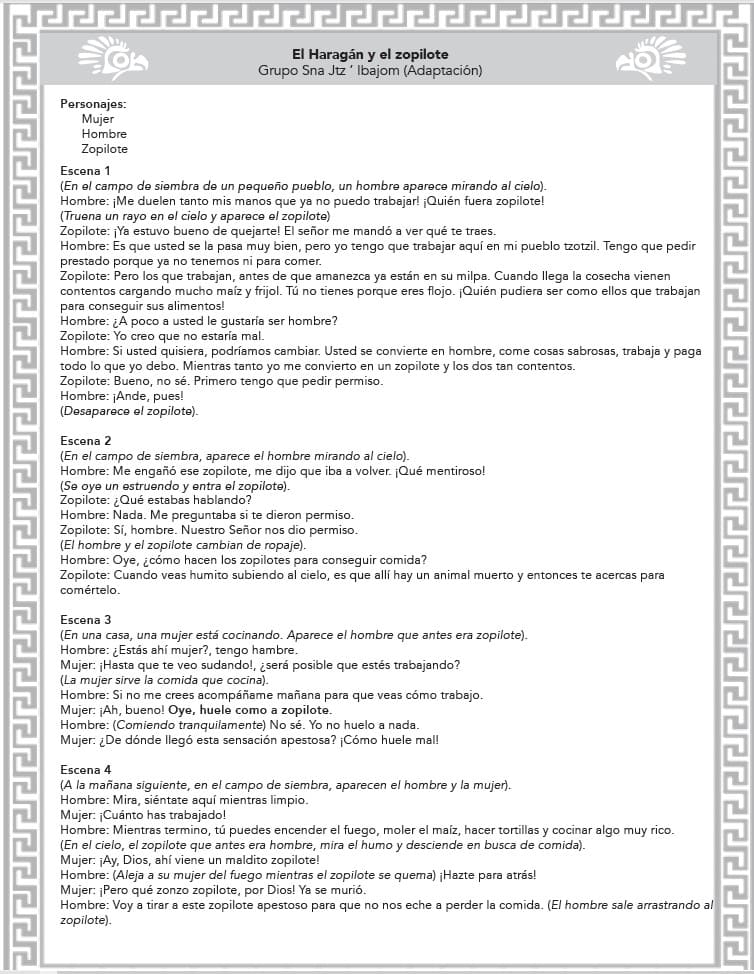 El Haragán y el zopilote
Grupo Sna Jtz ’ Ibajom (Adaptación)
Personajes:
Mujer
Hombre
Zopilote
Escena 1
(En el campo de siembra de un pequeño pueblo, un hombre aparece mirando al cielo).
Hombre: ¡Me duelen tanto mis manos que ya no puedo trabajar! ¡Quién fuera zopilote!
(Truena un rayo en el cielo y aparece el zopilote)
Zopilote: ¡Ya estuvo bueno de quejarte! El señor me mandó a ver qué te traes.
Hombre: Es que usted se la pasa muy bien, pero yo tengo que trabajar aquí en mi pueblo tzotzil. Tengo que pedir
prestado porque ya no tenemos ni para comer.
Zopilote: Pero los que trabajan, antes de que amanezca ya están en su milpa. Cuando llega la cosecha vienen
contentos cargando mucho maíz y frijol. Tú no tienes porque eres flojo. ¡Quién pudiera ser como ellos que trabajan
para conseguir sus alimentos!
Hombre: ¿A poco a usted le gustaría ser hombre?
Zopilote: Yo creo que no estaría mal.
Hombre: Si usted quisiera, podríamos cambiar. Usted se convierte en hombre, come cosas sabrosas, trabaja y paga
todo lo que yo debo. Mientras tanto yo me convierto en un zopilote y los dos tan contentos.
Zopilote: Bueno, no sé. Primero tengo que pedir permiso.
Hombre: ¡Ande, pues!
(Desaparece el zopilote).
Escena 2
(En el campo de siembra, aparece el hombre mirando al cielo).
Hombre: Me engañó ese zopilote, me dijo que iba a volver. ¡Qué mentiroso!
(Se oye un estruendo y entra el zopilote).
Zopilote: ¿Qué estabas hablando?
Hombre: Nada. Me preguntaba si te dieron permiso.
Zopilote: Sí, hombre. Nuestro Señor nos dio permiso.
(El hombre y el zopilote cambian de ropaje).
Hombre: Oye, ¿cómo hacen los zopilotes para conseguir comida?
Zopilote: Cuando veas humito subiendo al cielo, es que allí hay un animal muerto y entonces te acercas para
comértelo.
Escena 3
(En una casa, una mujer está cocinando. Aparece el hombre que antes era zopilote).
Hombre: ¿Estás ahí mujer?, tengo hambre.
Mujer: ¡Hasta que te veo sudando!, ¿será posible que estés trabajando?
(La mujer sirve la comida que cocina).
Hombre: Si no me crees acompáñame mañana para que veas cómo trabajo.
Mujer: ¡Ah, bueno! Oye, huele como a zopilote.
Hombre: (Comiendo tranquilamente) No sé. Yo no huelo a nada.
Mujer: ¿De dónde llegó esta sensación apestosa? ¡Cómo huele mal!
Escena 4
(A la mañana siguiente, en el campo de siembra, aparecen el hombre y la mujer).
Hombre: Mira, siéntate aquí mientras limpio.
Mujer: ¡Cuánto has trabajado!
Hombre: Mientras termino, tú puedes encender el fuego, moler el maíz, hacer tortillas y cocinar algo muy rico.
(En el cielo, el zopilote que antes era hombre, mira el humo y desciende en busca de comida).
Mujer: ¡Ay, Dios, ahí viene un maldito zopilote!
Hombre: (Aleja a su mujer del fuego mientras el zopilote se quema) ¡Hazte para atrás!
Mujer: ¡Pero qué zonzo zopilote, por Dios! Ya se murió.
Hombre: Voy a tirar a este zopilote apestoso para que no nos eche a perder la comida. (El hombre sale arrastrando al
zopilote).